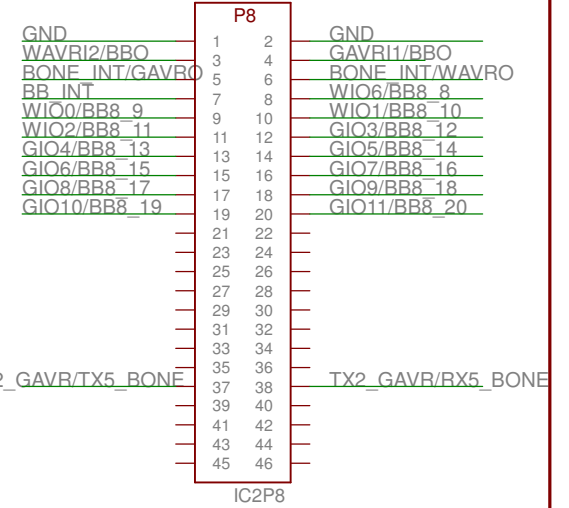 P8
GND 1 2 GND
WAVRI2/BBO 3 4 GAVRI1/BBO
BONE_INT/GAVRO 5 6 BONE_INT/WAVRO
BB_INT 7 8 WIO6/BB8_8
WIO0/BB8_9 9 10 WIO1/BB8_10
WIO2/BB8_11 11 12 GIO3/BB8_12
GIO4/BB8_13 13 14 GIO5/BB8_14
GIO6/BB8_15 15 16 GIO7/BB8_16
GIO8/BB8_17 17 18 GIO9/BB8_18
GIO10/BB8_19 19 20 GIO11/BB8_20
21 22
23 24
25 26
27 28
29 30
31 32
33 34
35 36
2_GAVR/TX5_BONE 37 38 TX2_GAVR/RX5_BONE
39 40
41 42
43 44
45 46
IC2P8